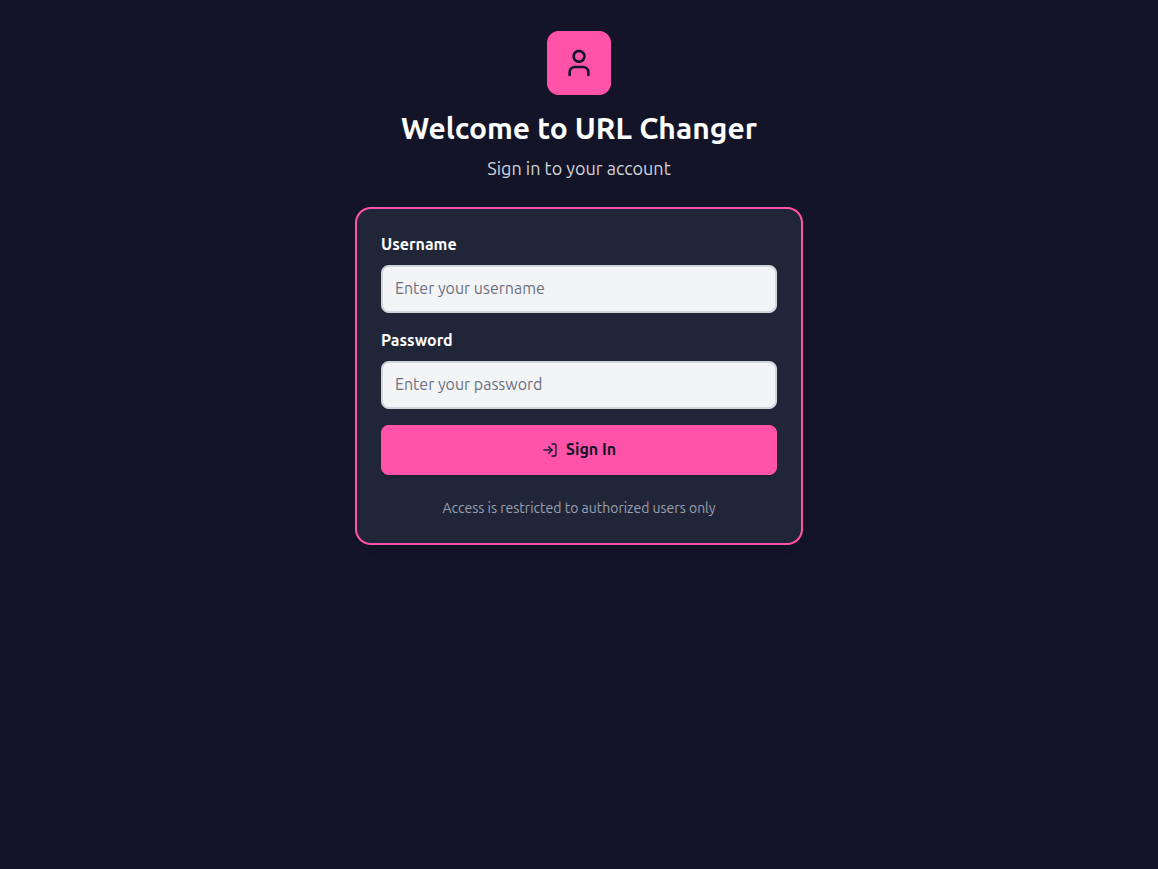 Welcome to URL Changer
Sign in to your account
Username
Enter your username
Password
Enter your password
Sign In
Access is restricted to authorized users only